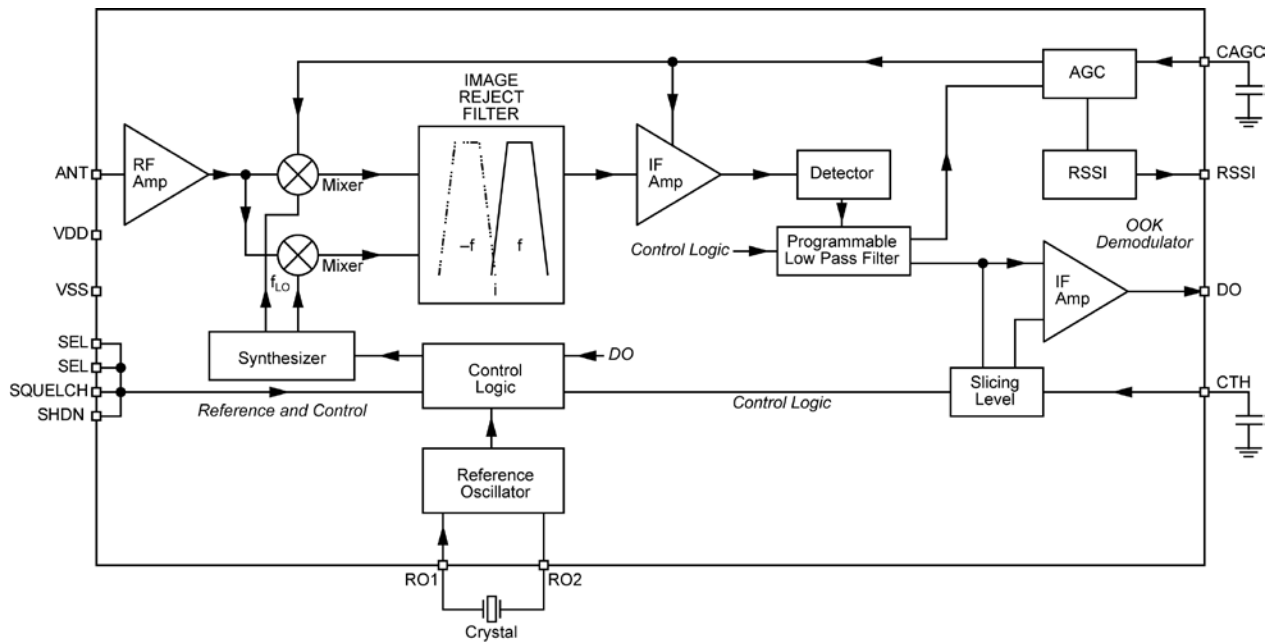 CAGC
AGC
IMAGE
REJECT
FILTER
RF
Amp
ANT
Mixer
IF
Amp
Detector
RSSI
RSSI
VDD
–f
f
Control Logic
Programmable
Low Pass Filter
OOK
Demodulator
Mixer
fLO
i
IF
Amp
VSS
DO
SEL
Synthesizer
DO
SEL
Control
Logic
SQUELCH
Slicing
Level
CTH
SHDN
Reference and Control
Control Logic
Reference
Oscillator
RO1
RO2
Crystal